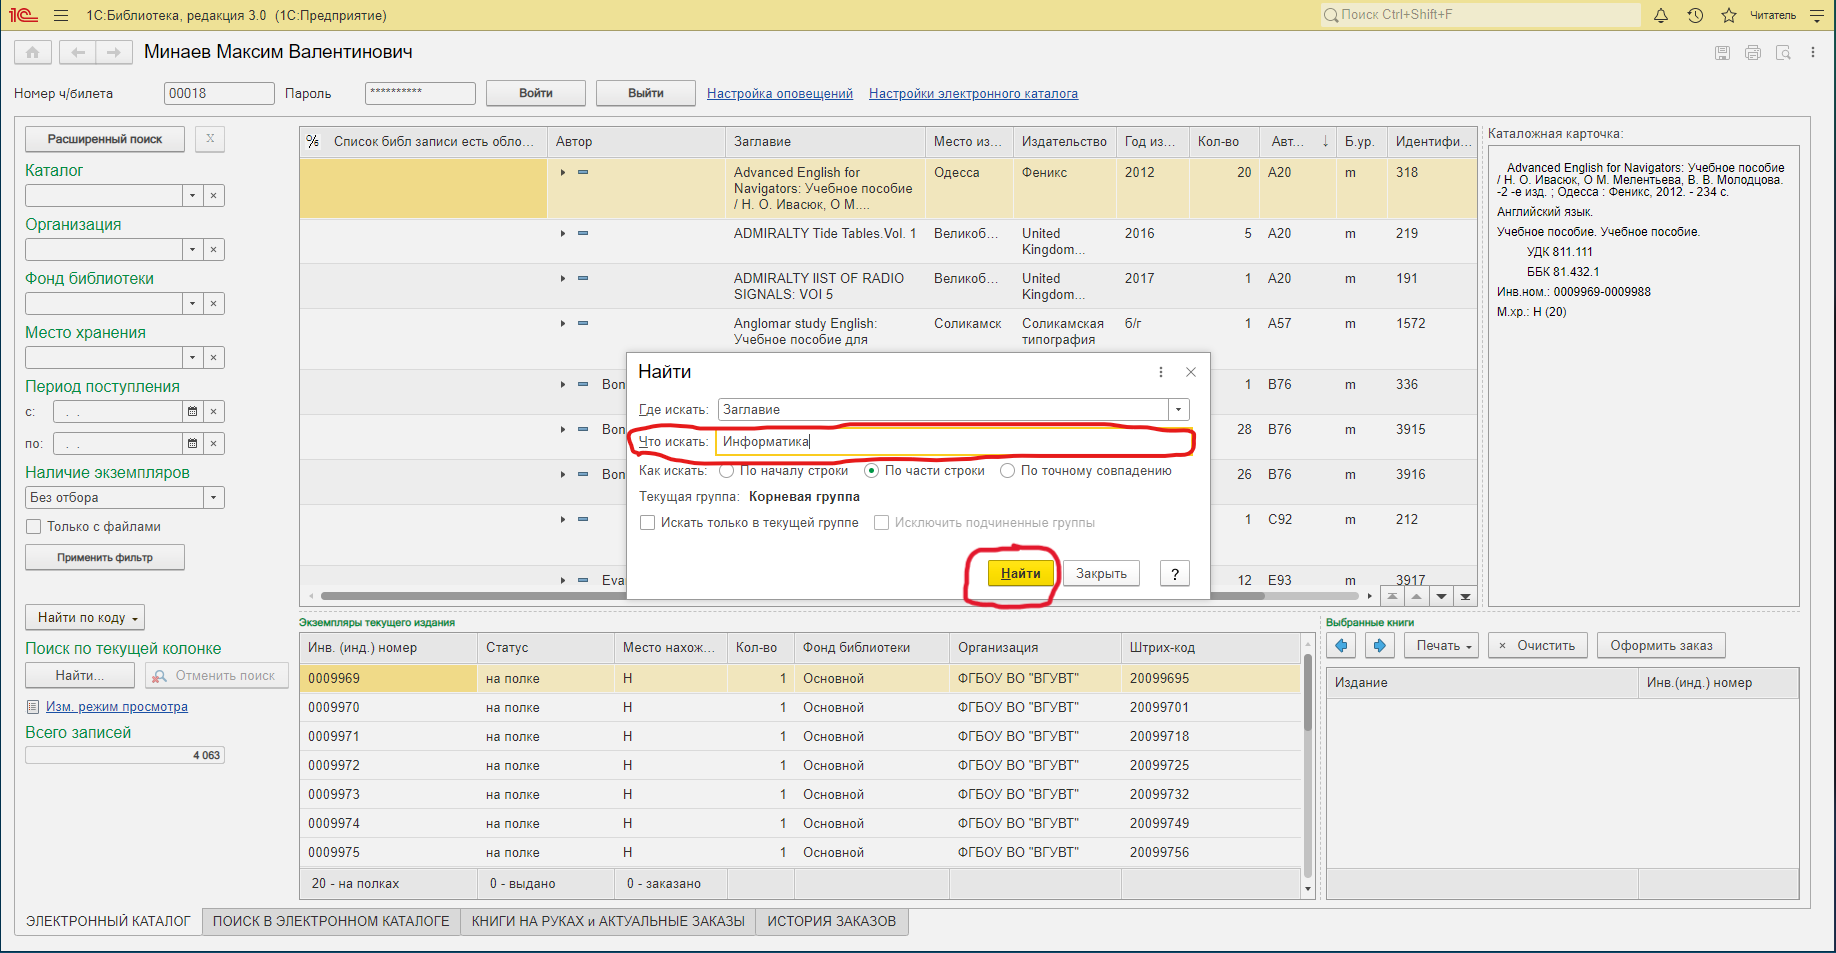 1С:Библиотека, редакция 3.0 (1С:Предприятие)
Поиск Ctrl+Shift+F
Читатель
Минаев Максим Валентинович
Номер ч/билета
00018
Пароль
**********
Войти
Выйти
Настройка оповещений
Настройки электронного каталога
Расширенный поиск
X
Каталог
Организация
Фонд библиотеки
Место хранения
Период поступления
с: . .
по: . .
Наличие экземпляров
Без отбора
Только с файлами
Применить фильтр
Найти по коду
Поиск по текущей колонке
Найти...
Отменить поиск
Изм. режим просмотра
Всего записей
4 063
% Список библ записи есть обло... Автор Заглавие Место из... Издательство Год из... Кол-во Авт... ↓ Б.ур. Идентифи...
Advanced English for Одесса Феникс 2012 20 А20 m 318
Navigators: Учебное пособие
/ Н. О. Ивасюк, О М....
ADMIRALTY Tide Tables.Vol. 1 Великоб... United 2016 5 А20 m 219
Kingdom...
ADMIRALTY lIST OF RADIO Великоб... United 2017 1 А20 m 191
SIGNALS: VOl 5 Kingdom...
Anglomar study English: Соликамск Соликамская б/г 1 А57 m 1572
Учебное пособие для типография
Bon 1 B76 m 336
Bon 28 B76 m 3915
Bon 26 B76 m 3916
1 C92 m 212
Eva 12 E93 m 3917
Найти
Где искать: Заглавие
Что искать: Информатика
Как искать: По началу строки По части строки По точному совпадению
Текущая группа: Корневая группа
Искать только в текущей группе Исключить подчиненные группы
Найти Закрыть ?
Каталожная карточка:
Advanced English for Navigators: Учебное пособие
/ Н. О. Ивасюк, О М. Мелентьева, В. В. Молодцова.
-2 -е изд. ; Одесса : Феникс, 2012. - 234 с.
Английский язык.
Учебное пособие. Учебное пособие.
УДК 811.111
ББК 81.432.1
Инв.ном.: 0009969-0009988
М.хр.: Н (20)
Экземпляры текущего издания
Инв. (инд.) номер Статус Место нахож... Кол-во Фонд библиотеки Организация Штрих-код
0009969 на полке Н 1 Основной ФГБОУ ВО "ВГУВТ" 20099695
0009970 на полке Н 1 Основной ФГБОУ ВО "ВГУВТ" 20099701
0009971 на полке Н 1 Основной ФГБОУ ВО "ВГУВТ" 20099718
0009972 на полке Н 1 Основной ФГБОУ ВО "ВГУВТ" 20099725
0009973 на полке Н 1 Основной ФГБОУ ВО "ВГУВТ" 20099732
0009974 на полке Н 1 Основной ФГБОУ ВО "ВГУВТ" 20099749
0009975 на полке Н 1 Основной ФГБОУ ВО "ВГУВТ" 20099756
20 - на полках 0 - выдано 0 - заказано
Выбранные книги
Печать
× Очистить
Оформить заказ
Издание Инв.(инд.) номер
ЭЛЕКТРОННЫЙ КАТАЛОГ
ПОИСК В ЭЛЕКТРОННОМ КАТАЛОГЕ
КНИГИ НА РУКАХ и АКТУАЛЬНЫЕ ЗАКАЗЫ
ИСТОРИЯ ЗАКАЗОВ